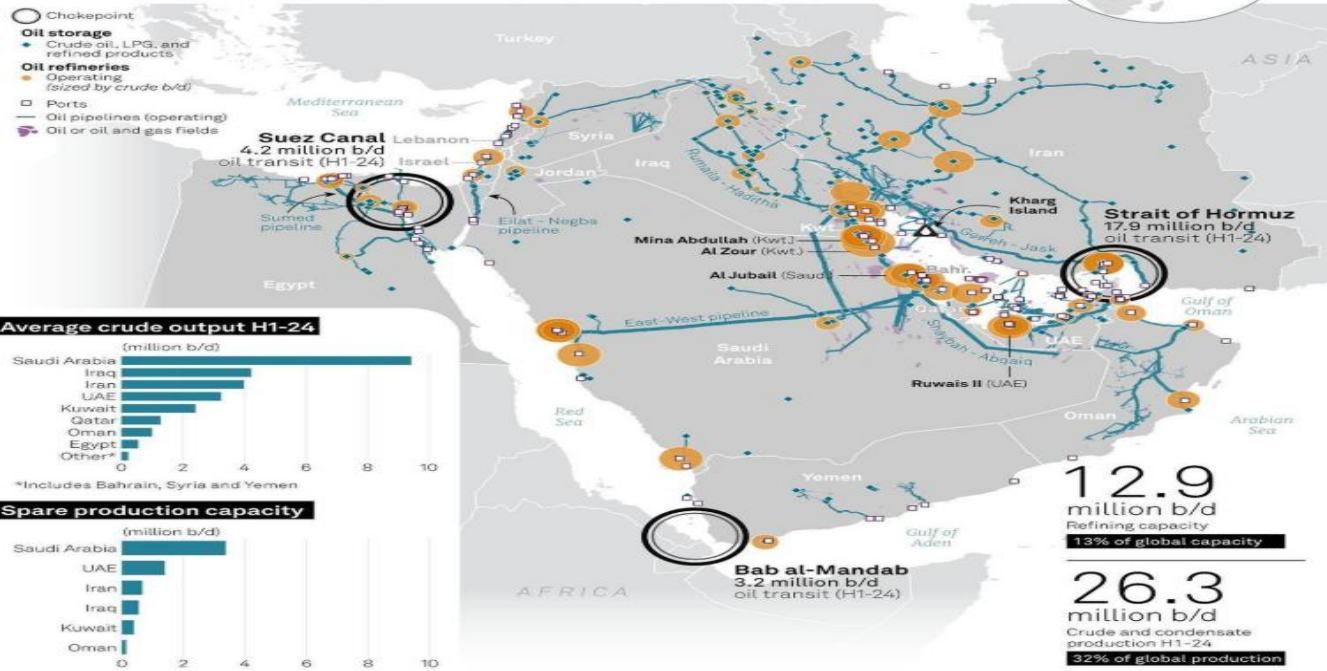 Chokepoint
Oil storage
Crude oil, LPG, and
refined products
Oil refineries
Operating
(sized by crude b/d)
Ports
Oil pipelines (operating)
Oil or oil and gas fields
Turkey
ASIA
Mediterranean
Sea
Suez Canal
4.2 million b/d
oil transit (H1-24)
Lebanon
Israel
Syria
Jordan
Iraq
Iran
Rumaila-Haditha
Sumed
pipeline
Eilat - Negba
pipeline
Egypt
Kharg
Island
Goreh - Jask
Strait of Hormuz
17.9 million b/d
oil transit (H1-24)
Kwt.
Mina Abdullah (Kwt.)
Al Zour (Kwt.)
Al Jubail (Saud.)
Bahr.
Qatar
Gulf of
Oman
East-West pipeline
Saudi
Arabia
Shaybah - Abqaiq
UAE
Ruwais II (UAE)
Oman
Arabian
Sea
Red
Sea
Yemen
Gulf of
Aden
Bab al-Mandab
3.2 million b/d
oil transit (H1-24)
AFRICA
Average crude output H1-24
(million b/d)
Saudi Arabia
Iraq
Iran
UAE
Kuwait
Qatar
Oman
Egypt
Other*
0 2 4 6 8 10
*Includes Bahrain, Syria and Yemen
Spare production capacity
(million b/d)
Saudi Arabia
UAE
Iran
Iraq
Kuwait
Oman
0 2 4 6 8 10
12.9
million b/d
Refining capacity
13% of global capacity
26.3
million b/d
Crude and condensate
production H1-24
32% of global production